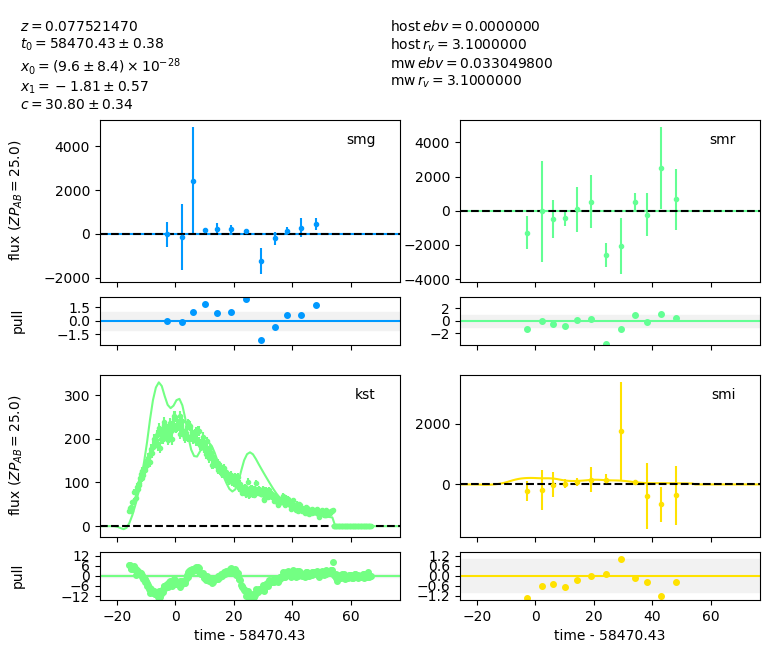 z = 0.077521470
t₀ = 58470.43 ± 0.38
x₀ = (9.6 ± 8.4) × 10⁻²⁸
x₁ = −1.81 ± 0.57
c = 30.80 ± 0.34
host ebv = 0.0000000
host r_v = 3.1000000
mw ebv = 0.033049800
mw r_v = 3.1000000
smg
4000
2000
0
−2000
flux (ZP_AB = 25.0)
smr
4000
2000
0
−2000
−4000
1.5
0.0
−1.5
pull
2
0
−2
kst
300
200
100
0
flux (ZP_AB = 25.0)
smi
2000
0
12
6
0
−6
−12
pull
−20 0 20 40 60
time - 58470.43
1.2
0.6
0.0
−0.6
−1.2
−20 0 20 40 60
time - 58470.43